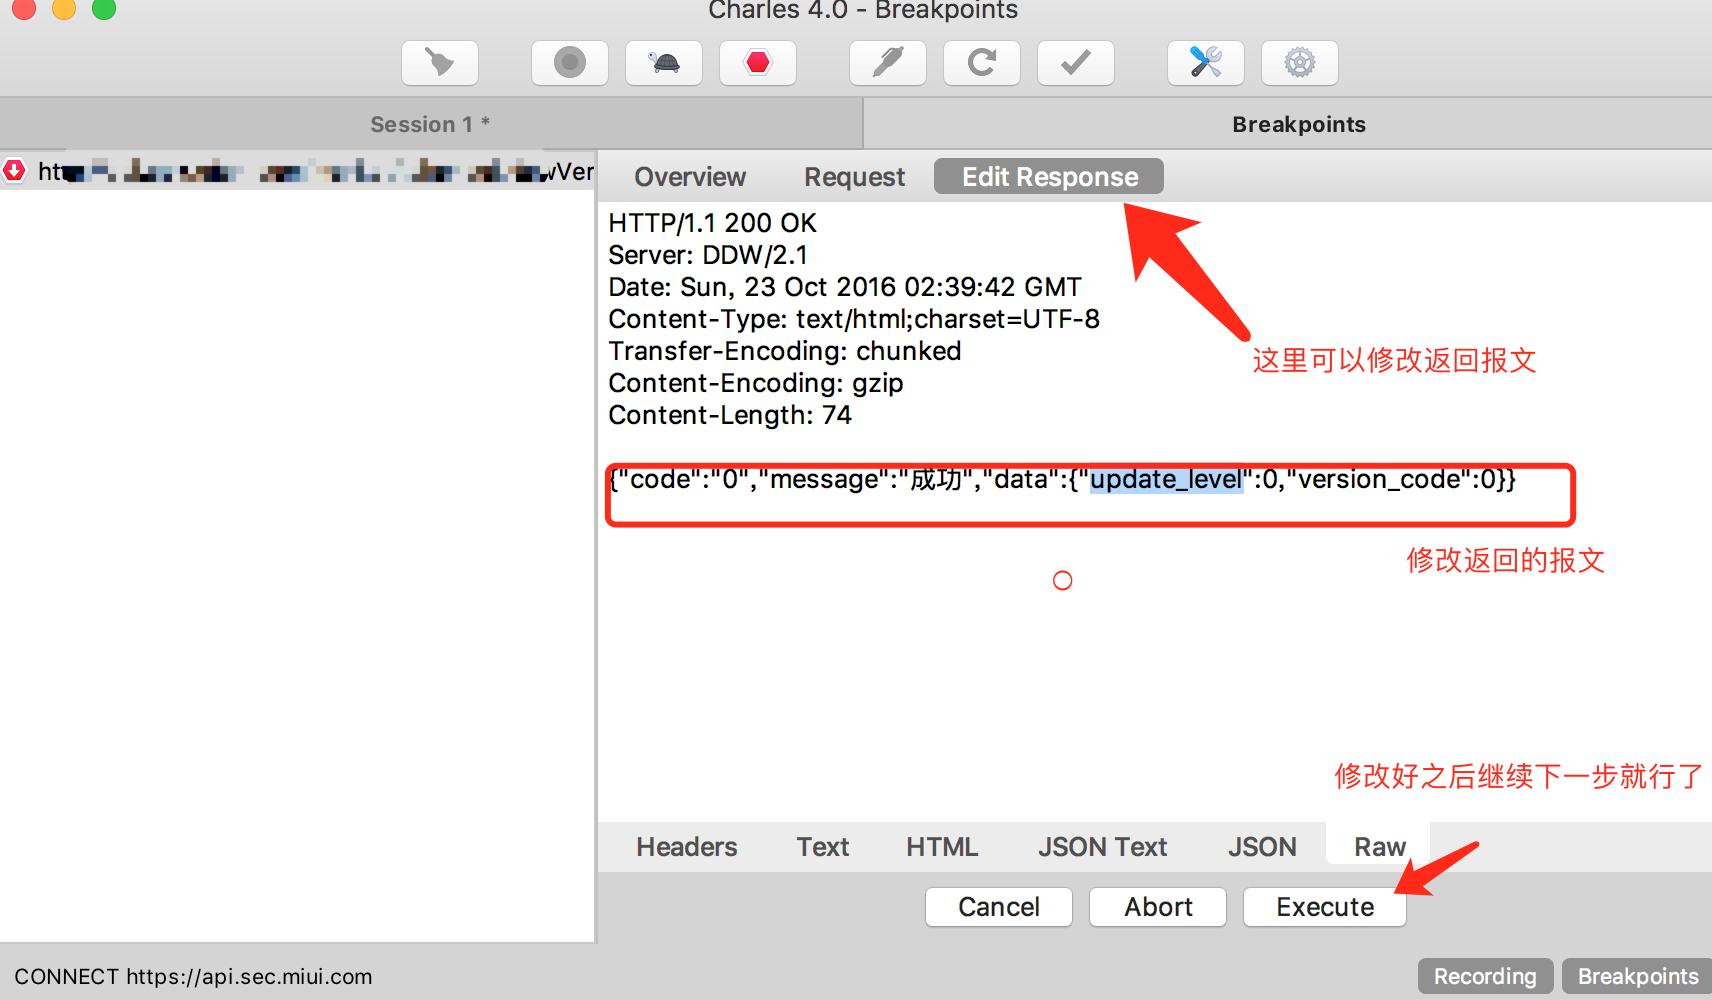 Charles 4.0 - Breakpoints
Session 1 *
Breakpoints
Overview
Request
Edit Response
HTTP/1.1 200 OK
Server: DDW/2.1
Date: Sun, 23 Oct 2016 02:39:42 GMT
Content-Type: text/html;charset=UTF-8
Transfer-Encoding: chunked
Content-Encoding: gzip
Content-Length: 74
这里可以修改返回报文
{"code":"0","message":"成功","data":{"update_level":0,"version_code":0}}
修改返回的报文
修改好之后继续下一步就行了
Headers
Text
HTML
JSON Text
JSON
Raw
Cancel
Abort
Execute
CONNECT https://api.sec.miui.com
Recording
Breakpoints